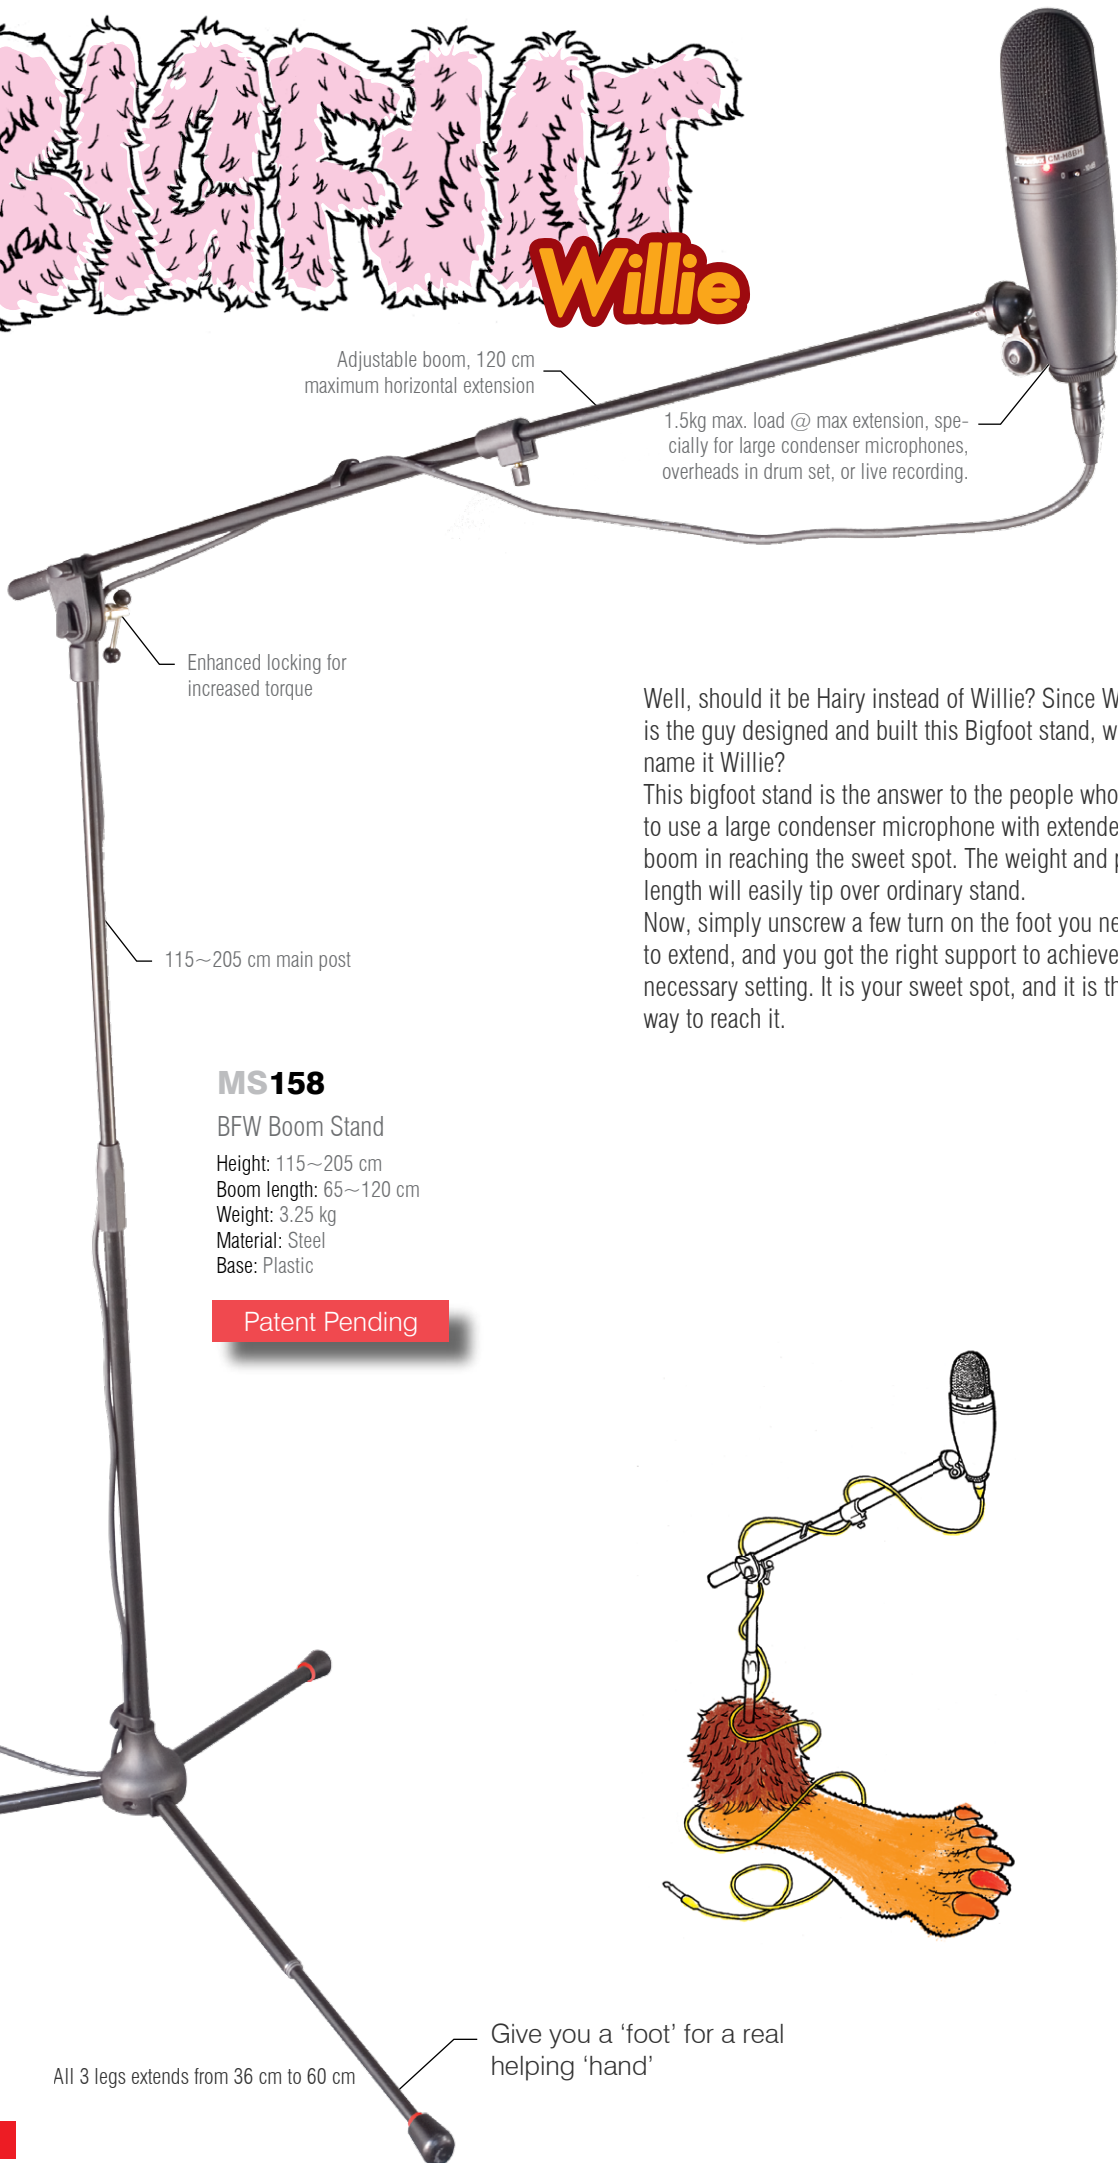 BIGFOOT
Willie
CM-H8BH
Adjustable boom, 120 cm
maximum horizontal extension
1.5kg max. load @ max extension, spe-
cially for large condenser microphones,
overheads in drum set, or live recording.
Enhanced locking for
increased torque
Well, should it be Hairy instead of Willie? Since W
is the guy designed and built this Bigfoot stand, w
name it Willie?
This bigfoot stand is the answer to the people who
to use a large condenser microphone with extende
boom in reaching the sweet spot. The weight and p
length will easily tip over ordinary stand.
Now, simply unscrew a few turn on the foot you ne
to extend, and you got the right support to achieve
necessary setting. It is your sweet spot, and it is th
way to reach it.
115~205 cm main post
MS158
BFW Boom Stand
Height: 115~205 cm
Boom length: 65~120 cm
Weight: 3.25 kg
Material: Steel
Base: Plastic
Patent Pending
Give you a ‘foot’ for a real
helping ‘hand’
All 3 legs extends from 36 cm to 60 cm